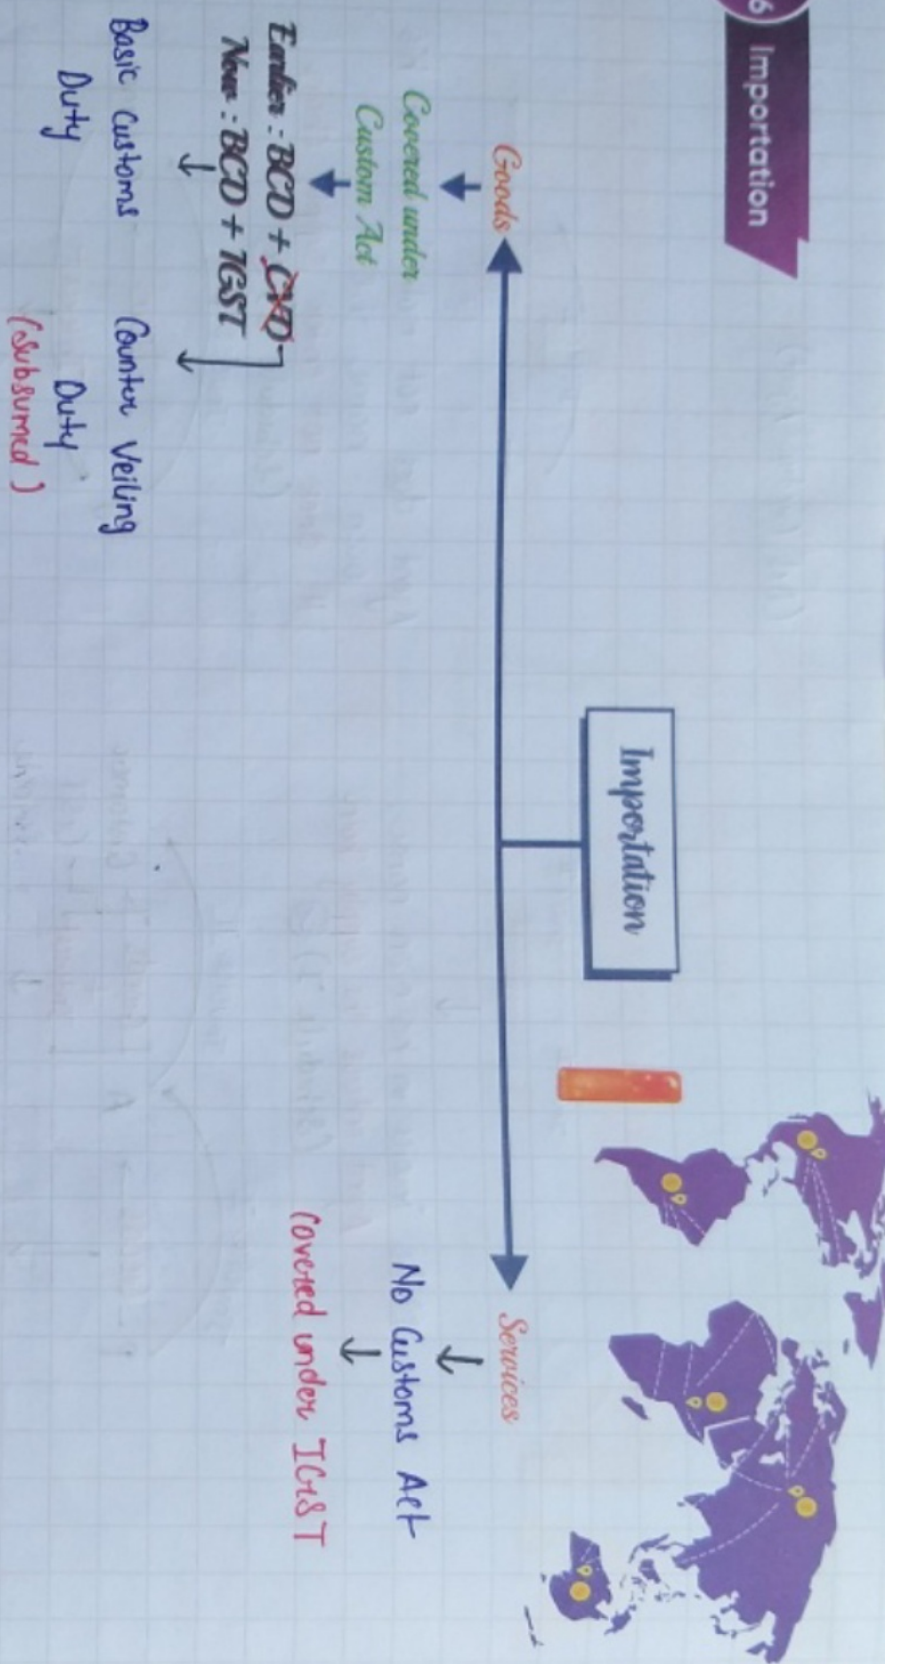 6 Importation
Importation
Goods
Covered under
Custom Act
Earlier : BCD + CVD
Now : BCD + IGST
Basic Customs
Duty
Counter Veiling
Duty
(Subsumed)
Services
No Customs Act
Covered under IGST